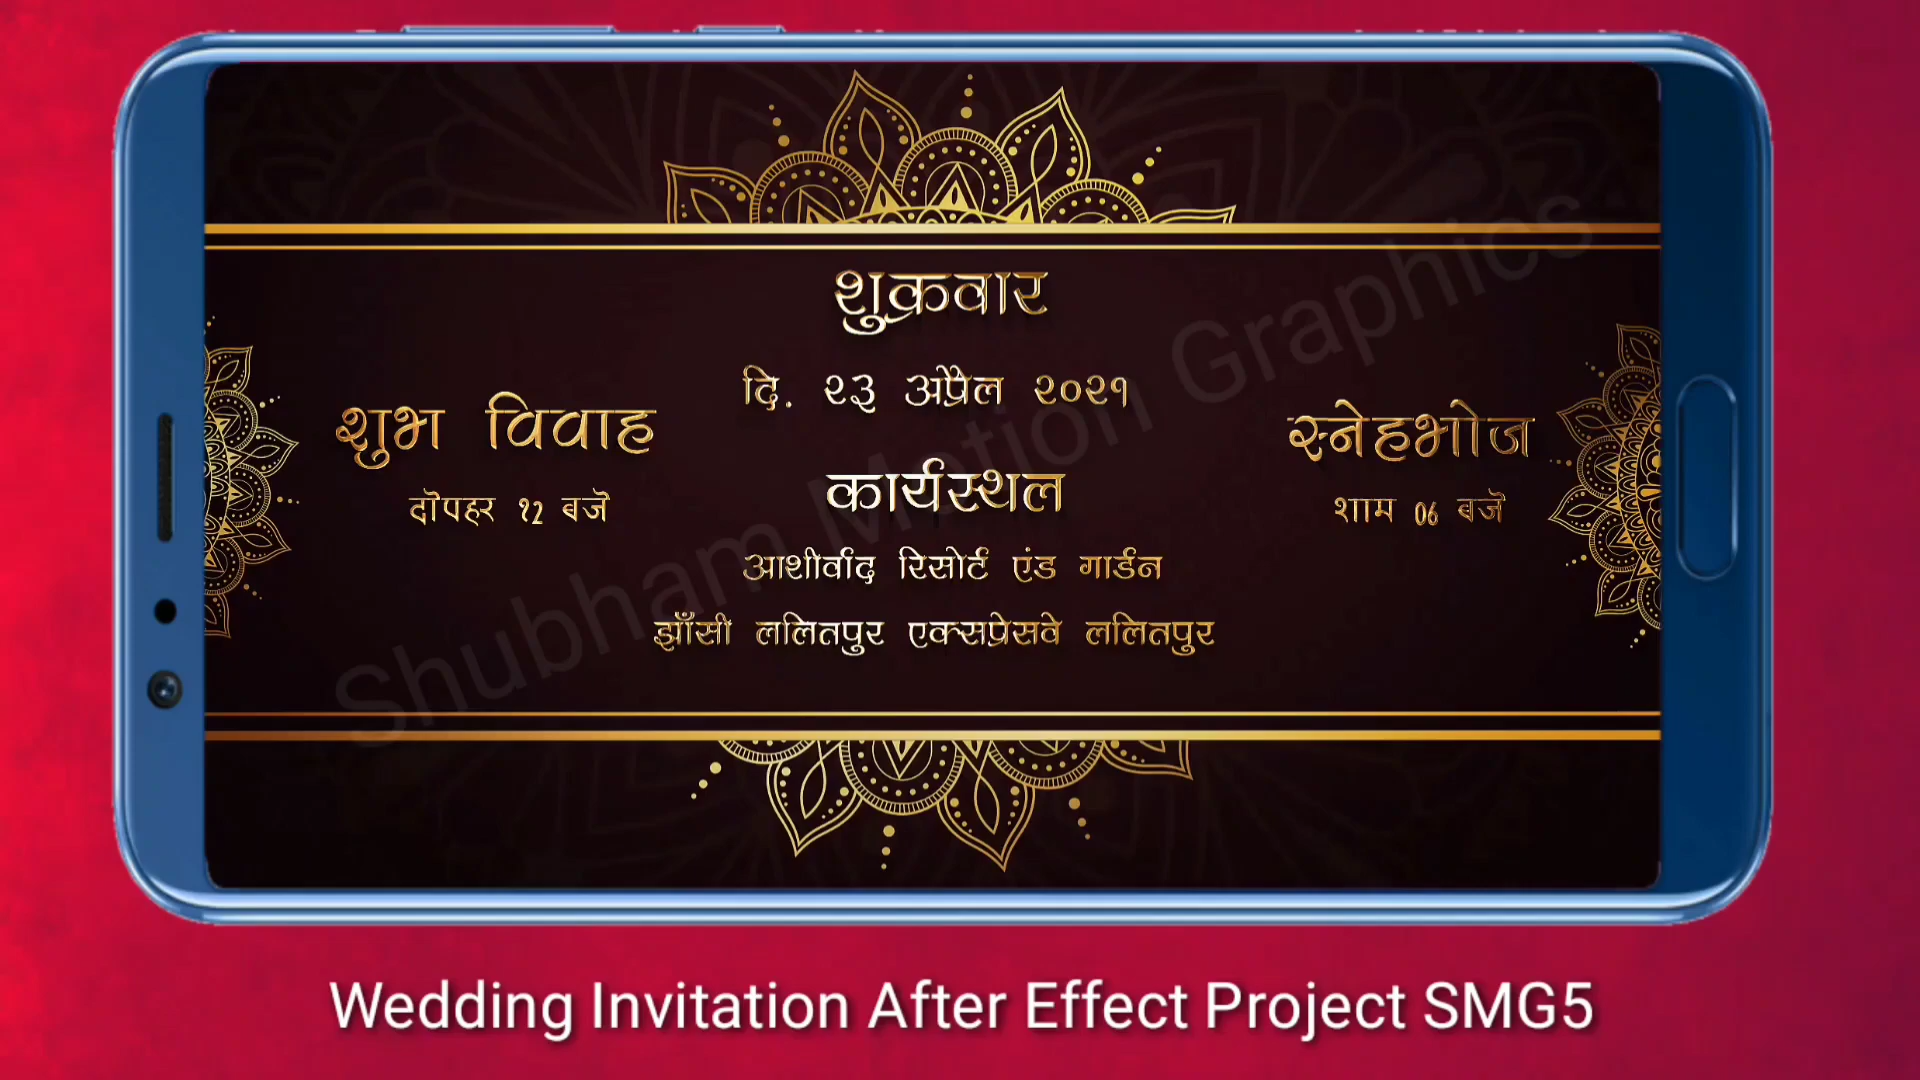 शुक्रवार
दि. २३ अप्रैल २०२१
शुभ विवाह
दोपहर १2 बजे
कार्यस्थल
आशीर्वाद रिसोर्ट एंड गार्डन
झाँसी ललितपुर एक्सप्रेसवे ललितपुर
स्नेहभोज
शाम 06 बजे
Shubham Motion Graphics
Wedding Invitation After Effect Project SMG5